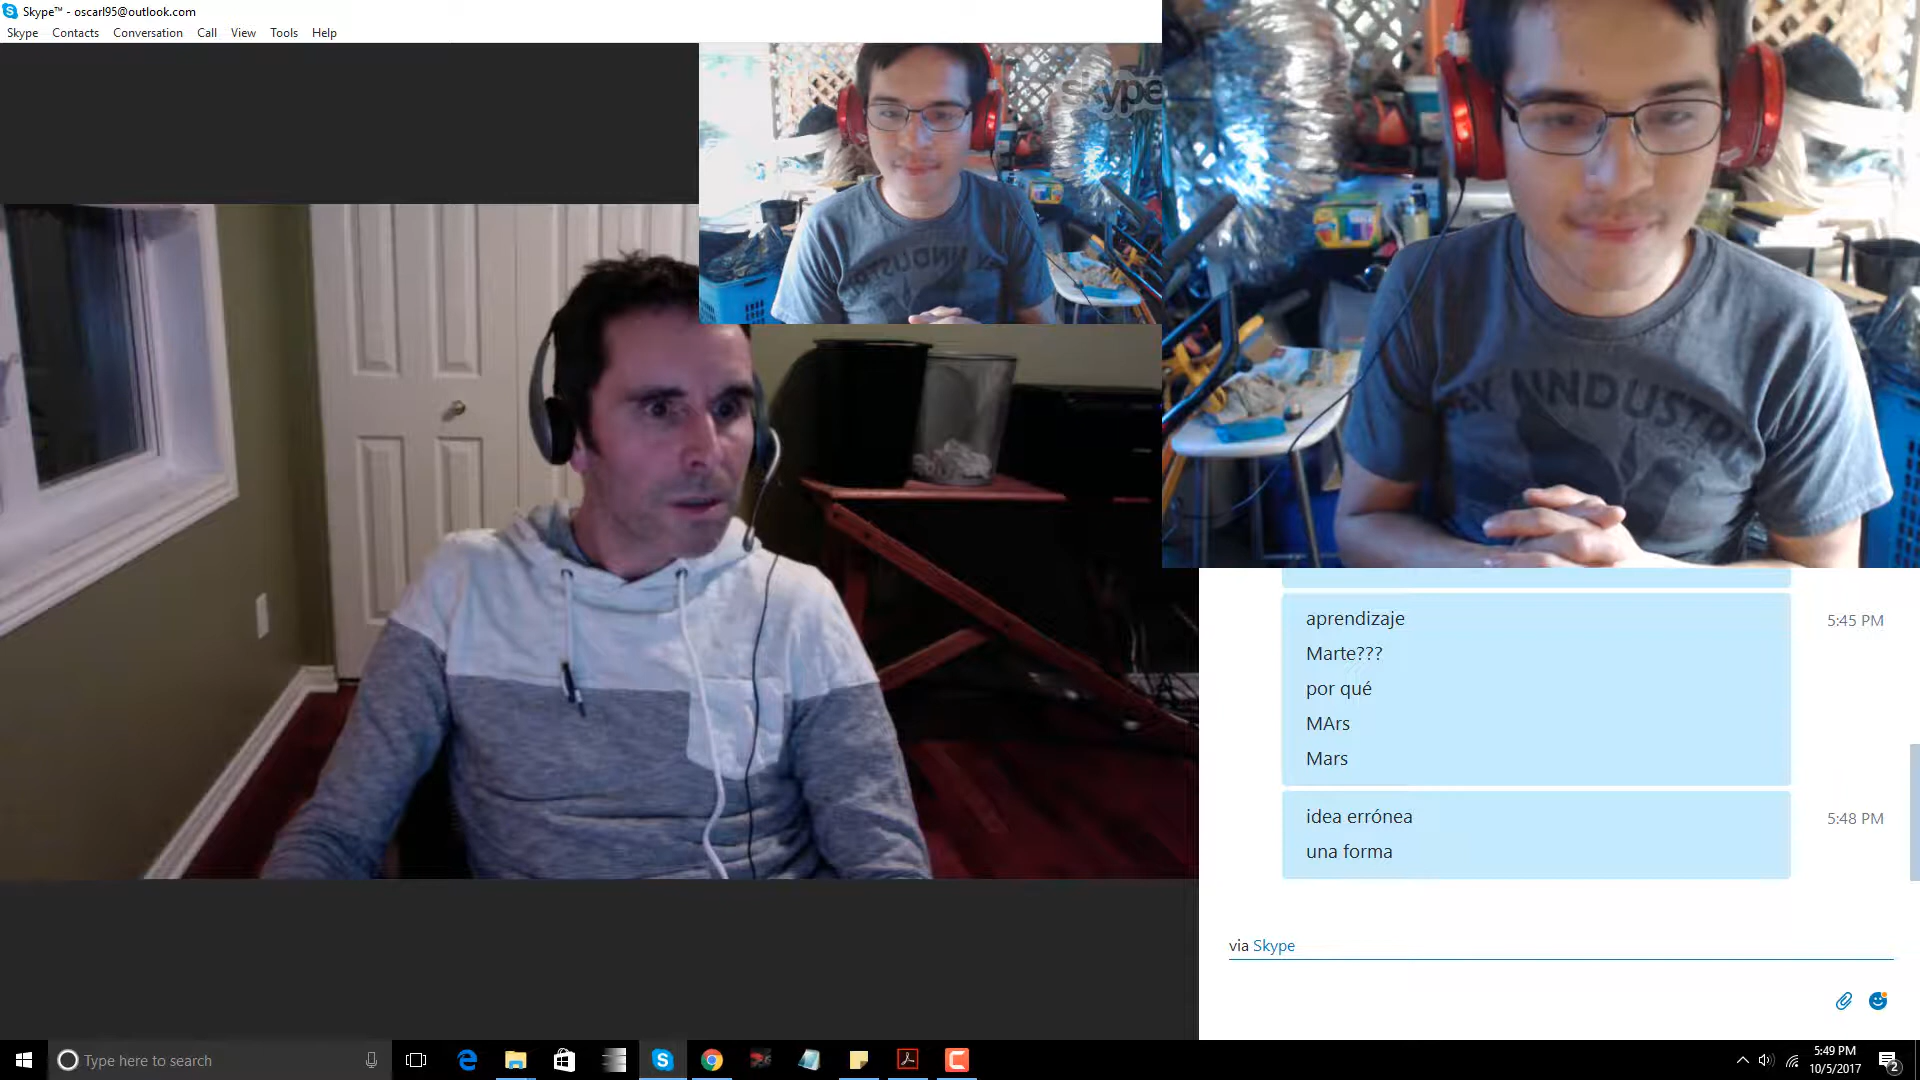 Skype™ - oscarl95@outlook.com
Skype Contacts Conversation Call View Tools Help
skype
aprendizaje
5:45 PM
Marte???
por qué
MArs
Mars
idea errónea
5:48 PM
una forma
via Skype
Type here to search
5:49 PM
10/5/2017
2